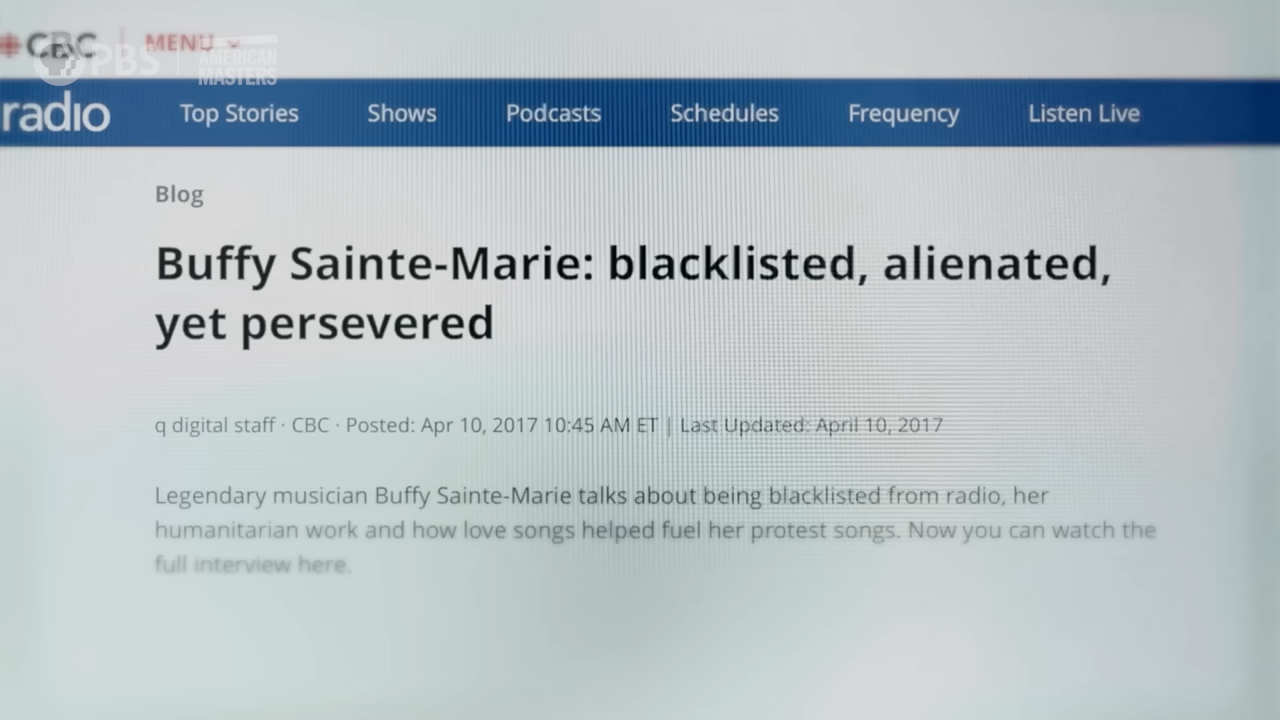 CBC | MENU
PBS | AMERICAN MASTERS
radio Top Stories Shows Podcasts Schedules Frequency Listen Live
Blog
Buffy Sainte-Marie: blacklisted, alienated,
yet persevered
q digital staff · CBC · Posted: Apr 10, 2017 10:45 AM ET | Last Updated: April 10, 2017
Legendary musician Buffy Sainte-Marie talks about being blacklisted from radio, her
humanitarian work and how love songs helped fuel her protest songs. Now you can watch the
full interview here.